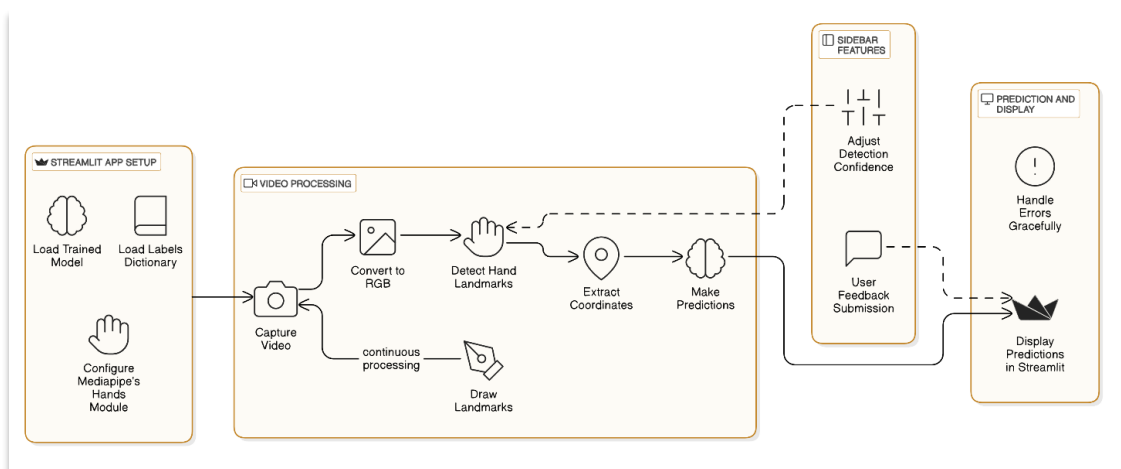 STREAMLIT APP SETUP
Load Trained
Model
Load Labels
Dictionary
Configure
Mediapipe's
Hands
Module
VIDEO PROCESSING
Capture
Video
Convert to
RGB
Detect Hand
Landmarks
Extract
Coordinates
Make
Predictions
continuous
processing
Draw
Landmarks
SIDEBAR
FEATURES
Adjust
Detection
Confidence
User
Feedback
Submission
PREDICTION AND
DISPLAY
Handle
Errors
Gracefully
Display
Predictions
in Streamlit